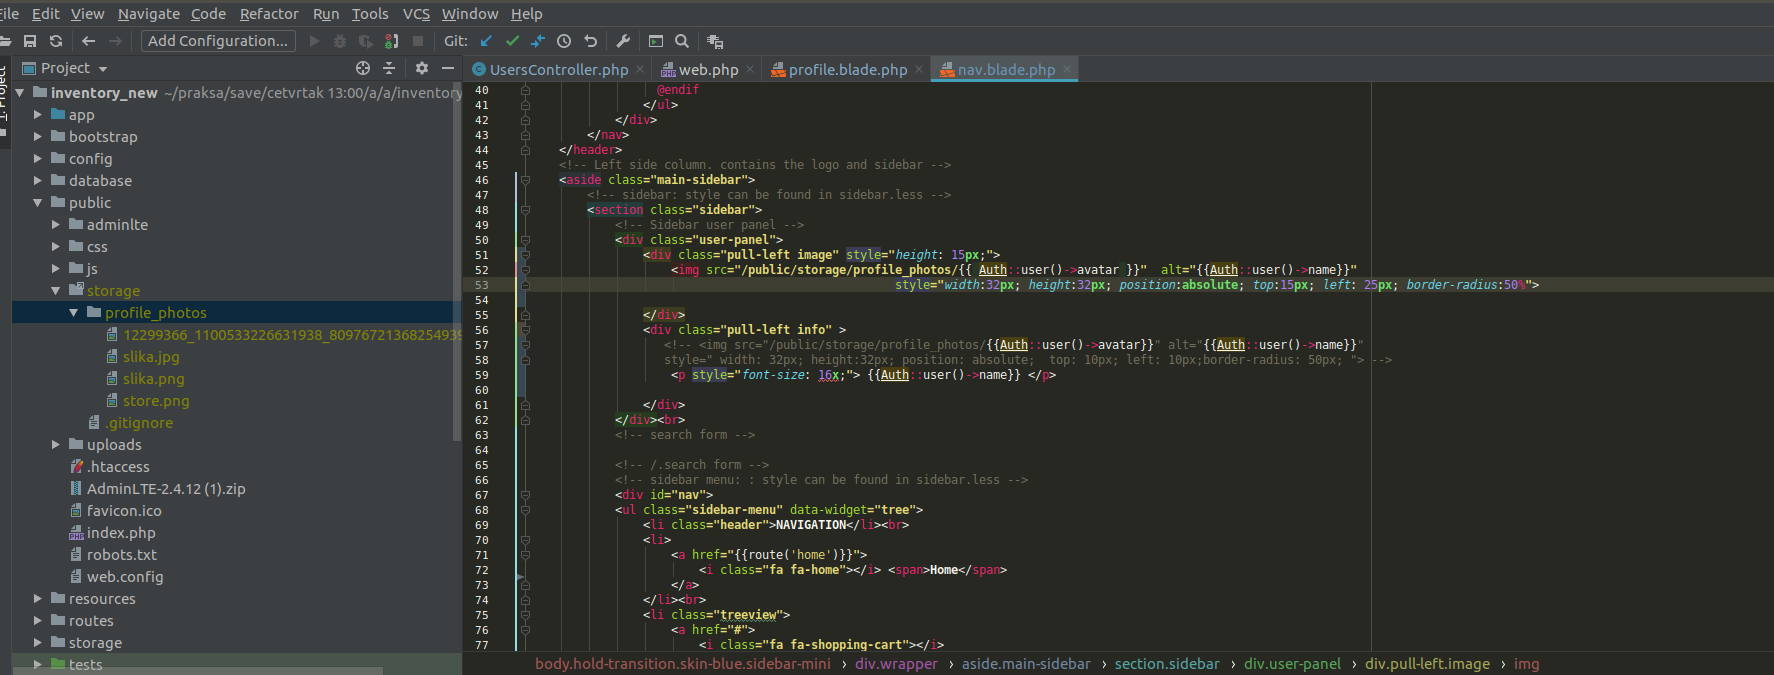 File Edit View Navigate Code Refactor Run Tools VCS Window Help
Add Configuration... Git:
Project
UsersController.php web.php profile.blade.php nav.blade.php
1: Project
inventory_new ~/praksa/save/cetvrtak 13:00/a/a/inventory
app
bootstrap
config
database
public
adminlte
css
js
storage
profile_photos
12299366_1100533226631938_80976721368254939
slika.jpg
slika.png
store.png
.gitignore
uploads
.htaccess
AdminLTE-2.4.12 (1).zip
favicon.ico
index.php
robots.txt
web.config
resources
routes
storage
tests
40 @endif
41 </ul>
42 </div>
43 </nav>
44 </header>
45 <!-- Left side column. contains the logo and sidebar -->
46 <aside class="main-sidebar">
47 <!-- sidebar: style can be found in sidebar.less -->
48 <section class="sidebar">
49 <!-- Sidebar user panel -->
50 <div class="user-panel">
51 <div class="pull-left image" style="height: 15px;">
52 <img src="/public/storage/profile_photos/{{ Auth::user()->avatar }}"  alt="{{Auth::user()->name}}"
53 style="width:32px; height:32px; position:absolute; top:15px; left: 25px; border-radius:50%">
54
55 </div>
56 <div class="pull-left info" >
57 <!-- <img src="/public/storage/profile_photos/{{Auth::user()->avatar}}" alt="{{Auth::user()->name}}"
58 style=" width: 32px; height:32px; position: absolute;  top: 10px; left: 10px;border-radius: 50px; "> -->
59 <p style="font-size: 16x;"> {{Auth::user()->name}} </p>
60
61 </div>
62 </div><br>
63 <!-- search form -->
64
65 <!-- /.search form -->
66 <!-- sidebar menu: : style can be found in sidebar.less -->
67 <div id="nav">
68 <ul class="sidebar-menu" data-widget="tree">
69 <li class="header">NAVIGATION</li><br>
70 <li>
71 <a href="{{route('home')}}">
72 <i class="fa fa-home"></i> <span>Home</span>
73 </a>
74 </li><br>
75 <li class="treeview">
76 <a href="#">
77 <i class="fa fa-shopping-cart"></i>
body.hold-transition.skin-blue.sidebar-mini › div.wrapper › aside.main-sidebar › section.sidebar › div.user-panel › div.pull-left.image › img